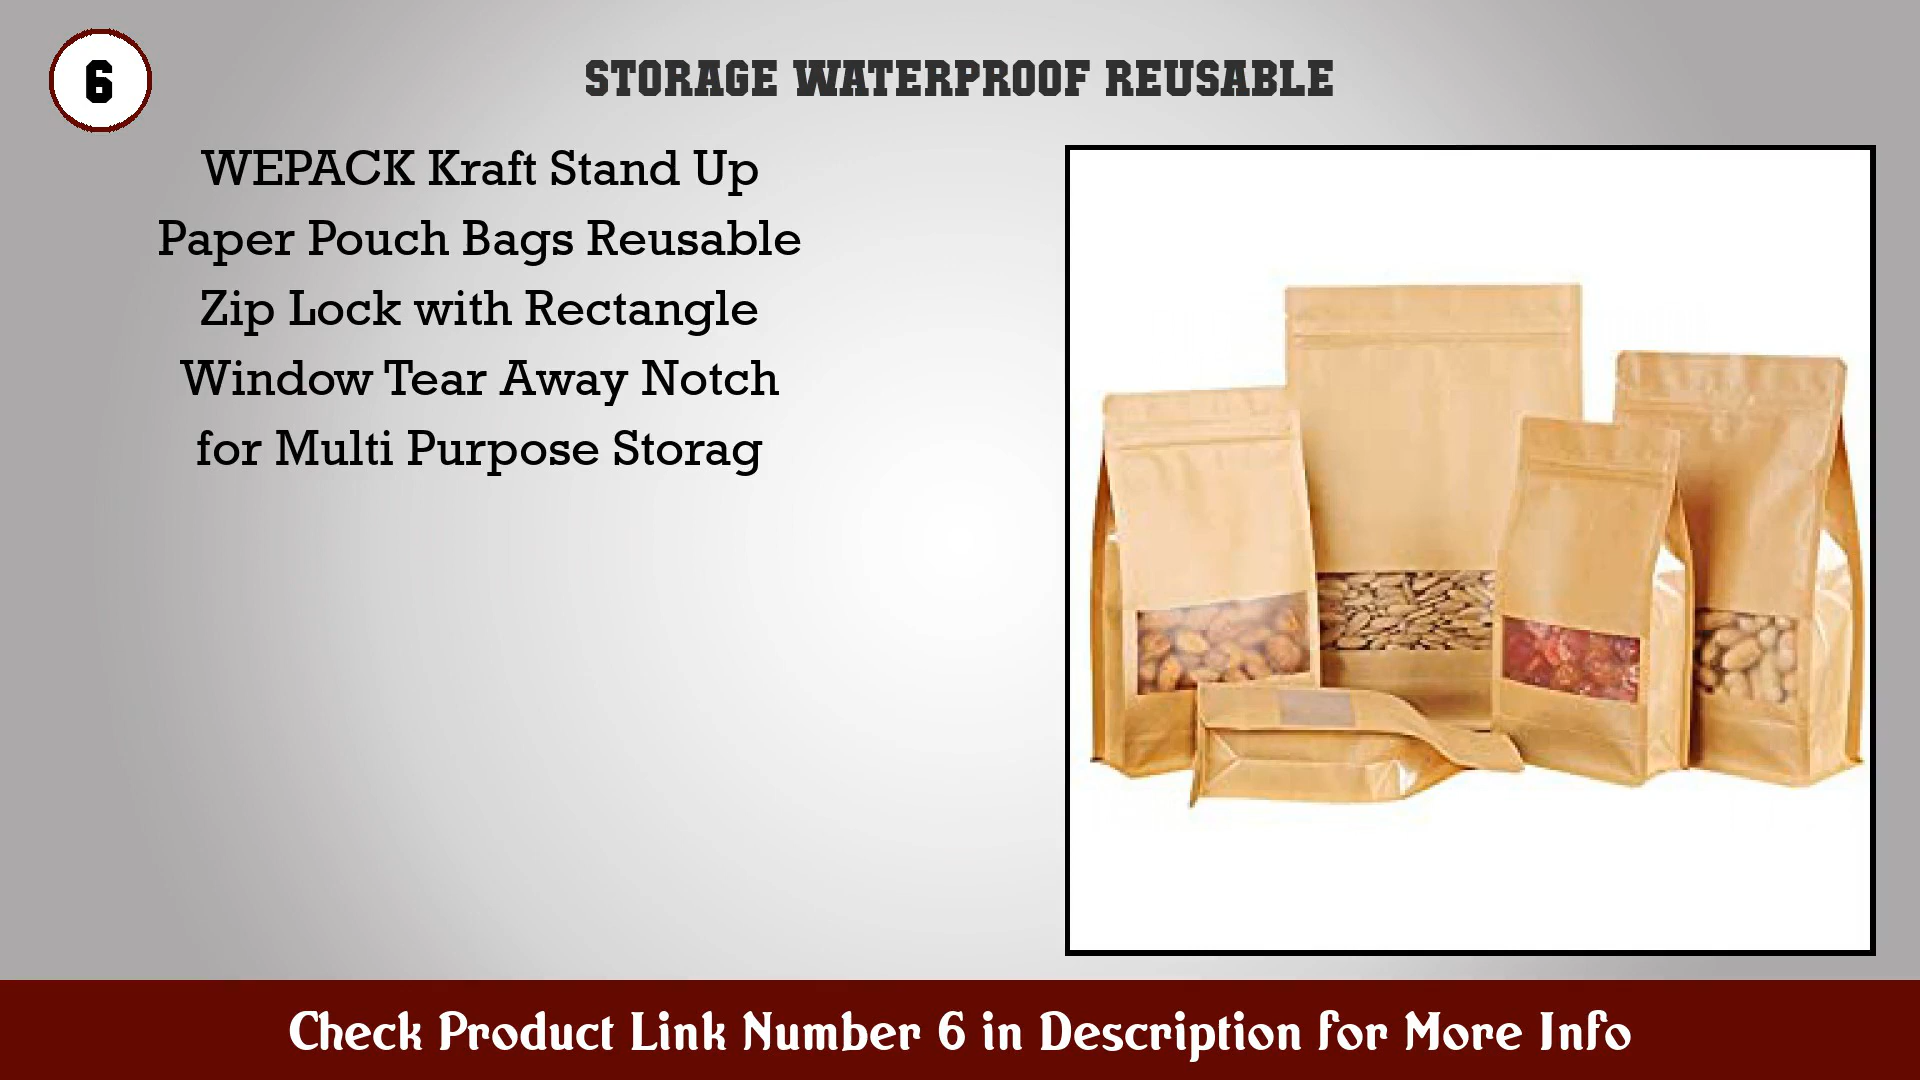 6
STORAGE WATERPROOF REUSABLE
WEPACK Kraft Stand Up
Paper Pouch Bags Reusable
Zip Lock with Rectangle
Window Tear Away Notch
for Multi Purpose Storag
Check Product Link Number 6 in Description for More Info